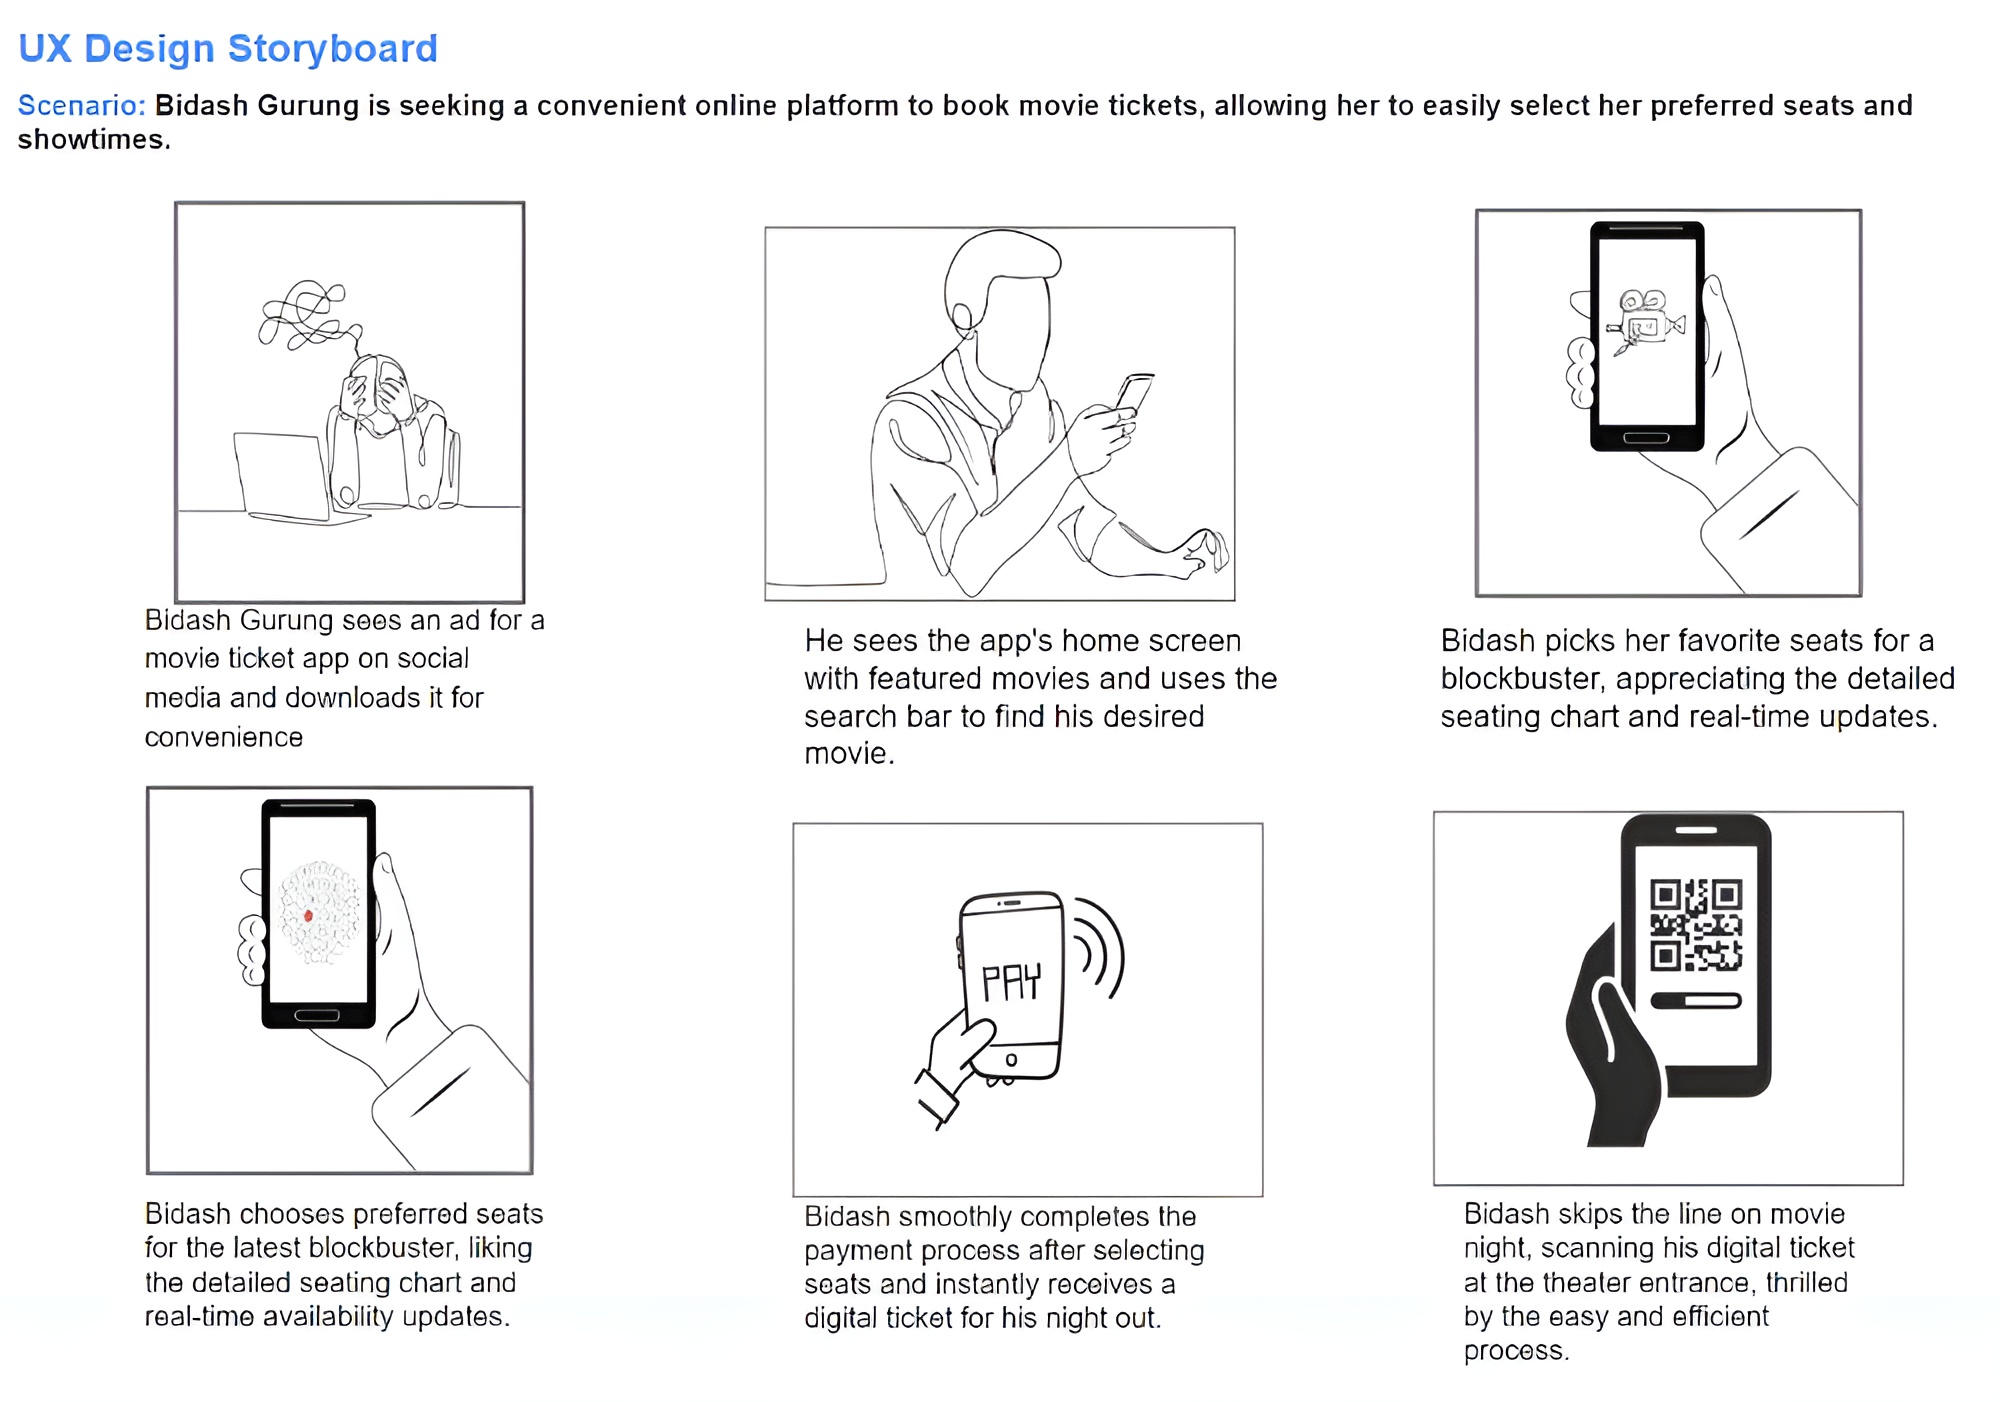 UX Design Storyboard
Scenario: Bidash Gurung is seeking a convenient online platform to book movie tickets, allowing her to easily select her preferred seats and
showtimes.
Bidash Gurung sees an ad for a
movie ticket app on social
media and downloads it for
convenience
He sees the app's home screen
with featured movies and uses the
search bar to find his desired
movie.
Bidash picks her favorite seats for a
blockbuster, appreciating the detailed
seating chart and real-time updates.
Bidash chooses preferred seats
for the latest blockbuster, liking
the detailed seating chart and
real-time availability updates.
PAY
Bidash smoothly completes the
payment process after selecting
seats and instantly receives a
digital ticket for his night out.
Bidash skips the line on movie
night, scanning his digital ticket
at the theater entrance, thrilled
by the easy and efficient
process.